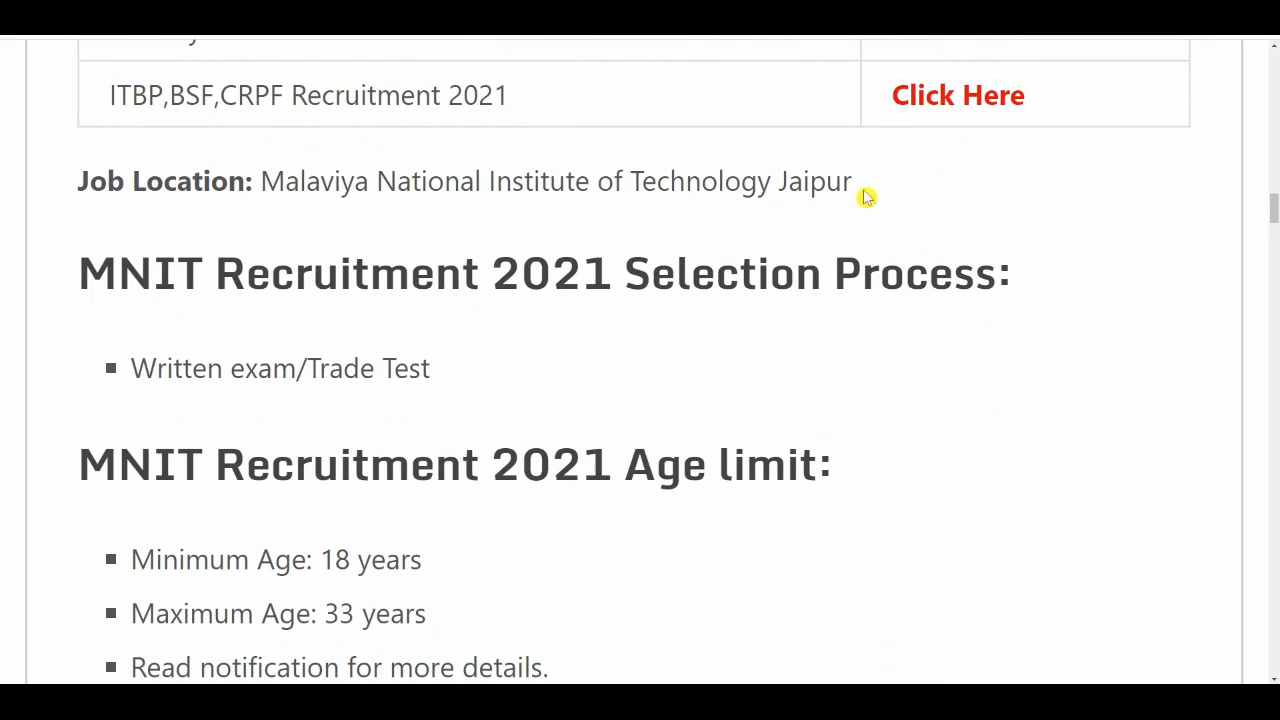 ITBP,BSF,CRPF Recruitment 2021 Click Here
Job Location: Malaviya National Institute of Technology Jaipur
MNIT Recruitment 2021 Selection Process:
Written exam/Trade Test
MNIT Recruitment 2021 Age limit:
Minimum Age: 18 years
Maximum Age: 33 years
Read notification for more details.